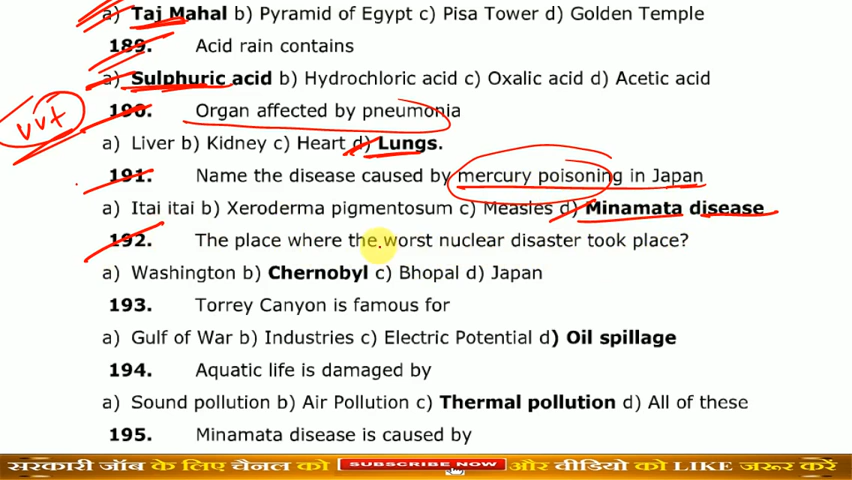 a) Taj Mahal b) Pyramid of Egypt c) Pisa Tower d) Golden Temple
189. Acid rain contains
a) Sulphuric acid b) Hydrochloric acid c) Oxalic acid d) Acetic acid
190. Organ affected by pneumonia
vvt
a) Liver b) Kidney c) Heart d) Lungs.
191. Name the disease caused by mercury poisoning in Japan
a) Itai itai b) Xeroderma pigmentosum c) Measles d) Minamata disease
192. The place where the worst nuclear disaster took place?
a) Washington b) Chernobyl c) Bhopal d) Japan
193. Torrey Canyon is famous for
a) Gulf of War b) Industries c) Electric Potential d) Oil spillage
194. Aquatic life is damaged by
a) Sound pollution b) Air Pollution c) Thermal pollution d) All of these
195. Minamata disease is caused by
सरकारी जॉब के लिए चैनल को SUBSCRIBE NOW और वीडियो को LIKE जरूर करें